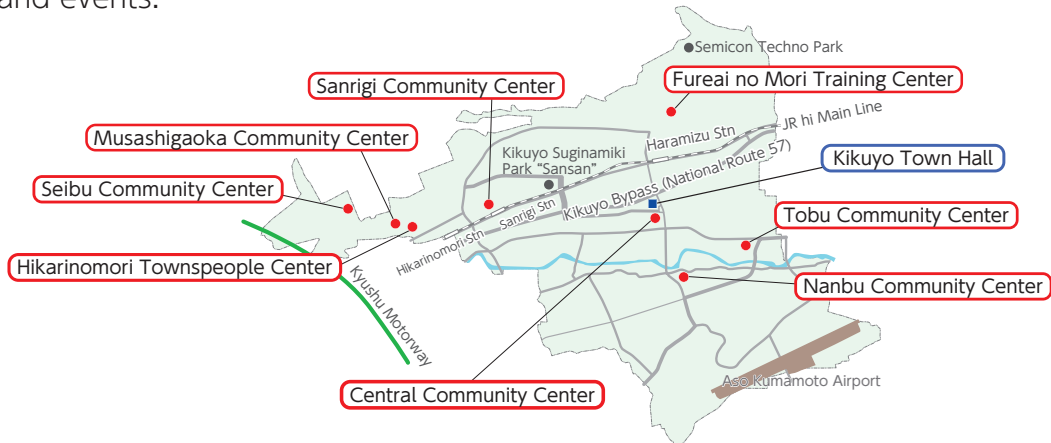 and events.
Semicon Techno Park
Sanrigi Community Center
Fureai no Mori Training Center
JR hi Main Line
Haramizu Stn
Musashigaoka Community Center
Kikuyo Suginamiki
Park "Sansan"
Kikuyo Bypass (National Route 57)
Kikuyo Town Hall
Seibu Community Center
Sanrigi Stn
Tobu Community Center
Hikarinomori Stn
Hikarinomori Townspeople Center
Kyushu Motorway
Nanbu Community Center
Aso Kumamoto Airport
Central Community Center